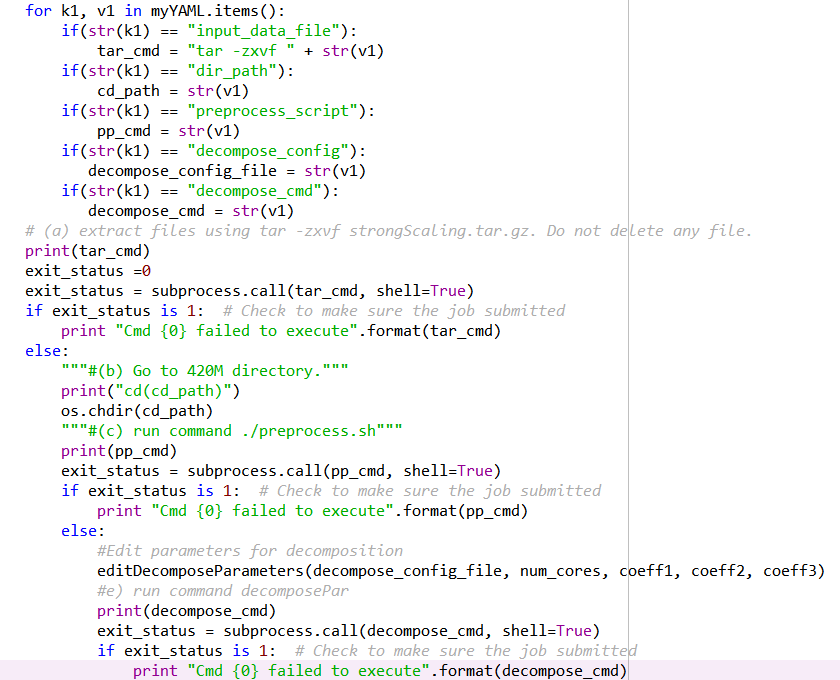 for k1, v1 in myYAML.items():
    if(str(k1) == "input_data_file"):
        tar_cmd = "tar -zxvf " + str(v1)
    if(str(k1) == "dir_path"):
        cd_path = str(v1)
    if(str(k1) == "preprocess_script"):
        pp_cmd = str(v1)
    if(str(k1) == "decompose_config"):
       decompose_config_file = str(v1)
    if(str(k1) == "decompose_cmd"):
       decompose_cmd = str(v1)
# (a) extract files using tar -zxvf strongScaling.tar.gz. Do not delete any file.
print(tar_cmd)
exit_status =0
exit_status = subprocess.call(tar_cmd, shell=True)
if exit_status is 1:  # Check to make sure the job submitted
    print "Cmd {0} failed to execute".format(tar_cmd)
else:
    """#(b) Go to 420M directory."""
    print("cd(cd_path)")
    os.chdir(cd_path)
    """#(c) run command ./preprocess.sh"""
    print(pp_cmd)
    exit_status = subprocess.call(pp_cmd, shell=True)
    if exit_status is 1:  # Check to make sure the job submitted
        print "Cmd {0} failed to execute".format(pp_cmd)
    else:
        #Edit parameters for decomposition
        editDecomposeParameters(decompose_config_file, num_cores, coeff1, coeff2, coeff3)
        #e) run command decomposePar
        print(decompose_cmd)
        exit_status = subprocess.call(decompose_cmd, shell=True)
        if exit_status is 1:  # Check to make sure the job submitted
            print "Cmd {0} failed to execute".format(decompose_cmd)